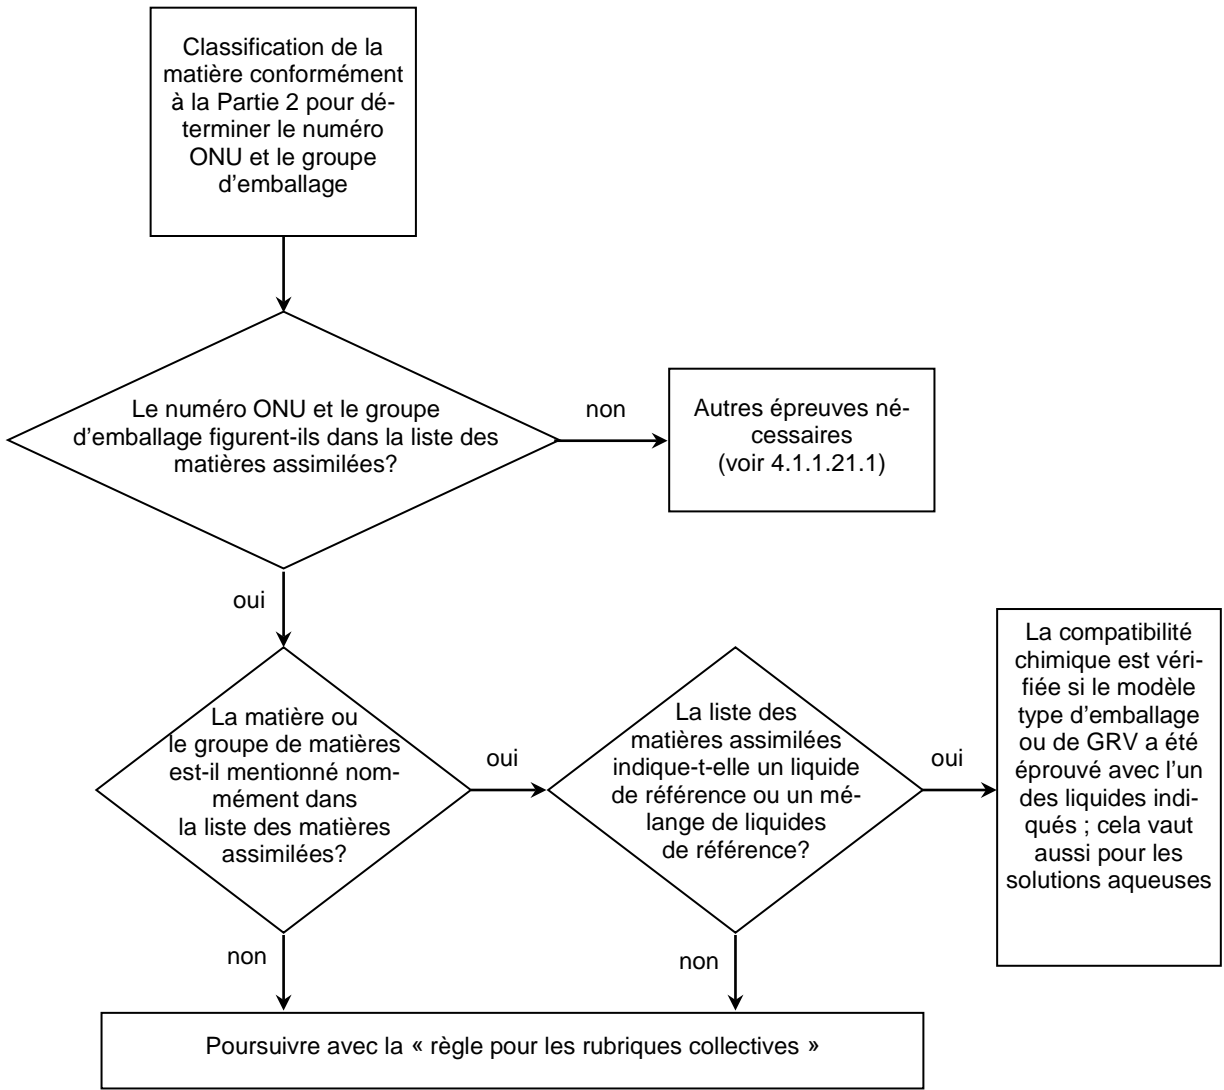 Classification de la
matière conformément
à la Partie 2 pour dé-
terminer le numéro
ONU et le groupe
d'emballage
Le numéro ONU et le groupe
d'emballage figurent-ils dans la liste des
matières assimilées?
non
Autres épreuves né-
cessaires
(voir 4.1.1.21.1)
oui
La matière ou
le groupe de matières
est-il mentionné nom-
mément dans
la liste des matières
assimilées?
oui
La liste des
matières assimilées
indique-t-elle un liquide
de référence ou un mé-
lange de liquides
de référence?
oui
La compatibilité
chimique est véri-
fiée si le modèle
type d'emballage
ou de GRV a été
éprouvé avec l'un
des liquides indi-
qués ; cela vaut
aussi pour les
solutions aqueuses
non
non
Poursuivre avec la « règle pour les rubriques collectives »